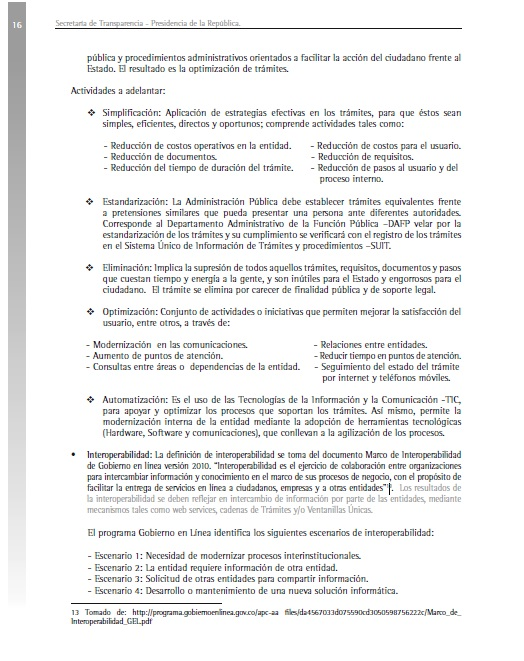 16
Secretaría de Transparencia - Presidencia de la República.
pública y procedimientos administrativos orientados a facilitar la acción del ciudadano frente al
Estado. El resultado es la optimización de trámites.
Actividades a adelantar:
❖ Simplificación: Aplicación de estrategias efectivas en los trámites, para que éstos sean
simples, eficientes, directos y oportunos; comprende actividades tales como:
- Reducción de costos operativos en la entidad.
- Reducción de documentos.
- Reducción del tiempo de duración del trámite.
- Reducción de costos para el usuario.
- Reducción de requisitos.
- Reducción de pasos al usuario y del
proceso interno.
❖ Estandarización: La Administración Pública debe establecer trámites equivalentes frente
a pretensiones similares que pueda presentar una persona ante diferentes autoridades.
Corresponde al Departamento Administrativo de la Función Pública –DAFP velar por la
estandarización de los trámites y su cumplimiento se verificará con el registro de los trámites
en el Sistema Único de Información de Trámites y procedimientos –SUIT.
❖ Eliminación: Implica la supresión de todos aquellos trámites, requisitos, documentos y pasos
que cuestan tiempo y energía a la gente, y son inútiles para el Estado y engorrosos para el
ciudadano. El trámite se elimina por carecer de finalidad pública y de soporte legal.
❖ Optimización: Conjunto de actividades o iniciativas que permiten mejorar la satisfacción del
usuario, entre otros, a través de:
- Modernización en las comunicaciones.
- Aumento de puntos de atención.
- Consultas entre áreas o dependencias de la entidad.
- Relaciones entre entidades.
- Reducir tiempo en puntos de atención.
- Seguimiento del estado del trámite
por internet y teléfonos móviles.
❖ Automatización: Es el uso de las Tecnologías de la Información y la Comunicación -TIC,
para apoyar y optimizar los procesos que soportan los trámites. Así mismo, permite la
modernización interna de la entidad mediante la adopción de herramientas tecnológicas
(Hardware, Software y comunicaciones), que conllevan a la agilización de los procesos.
• Interoperabilidad: La definición de interoperabilidad se toma del documento Marco de Interoperabilidad
de Gobierno en línea versión 2010. “Interoperabilidad es el ejercicio de colaboración entre organizaciones
para intercambiar información y conocimiento en el marco de sus procesos de negocio, con el propósito de
facilitar la entrega de servicios en línea a ciudadanos, empresas y a otras entidades”. Los resultados de
la interoperabilidad se deben reflejar en intercambio de información por parte de las entidades, mediante
mecanismos tales como web services, cadenas de Trámites y/o Ventanillas Únicas.
El programa Gobierno en Línea identifica los siguientes escenarios de interoperabilidad:
- Escenario 1: Necesidad de modernizar procesos interinstitucionales.
- Escenario 2: La entidad requiere información de otra entidad.
- Escenario 3: Solicitud de otras entidades para compartir información.
- Escenario 4: Desarrollo o mantenimiento de una nueva solución informática.
13 Tomado de: http://programa.gobiernoenlinea.gov.co/apc-aa files/da4567033d075590cd3050598756222c/Marco_de_
Interoperabilidad_GEL.pdf